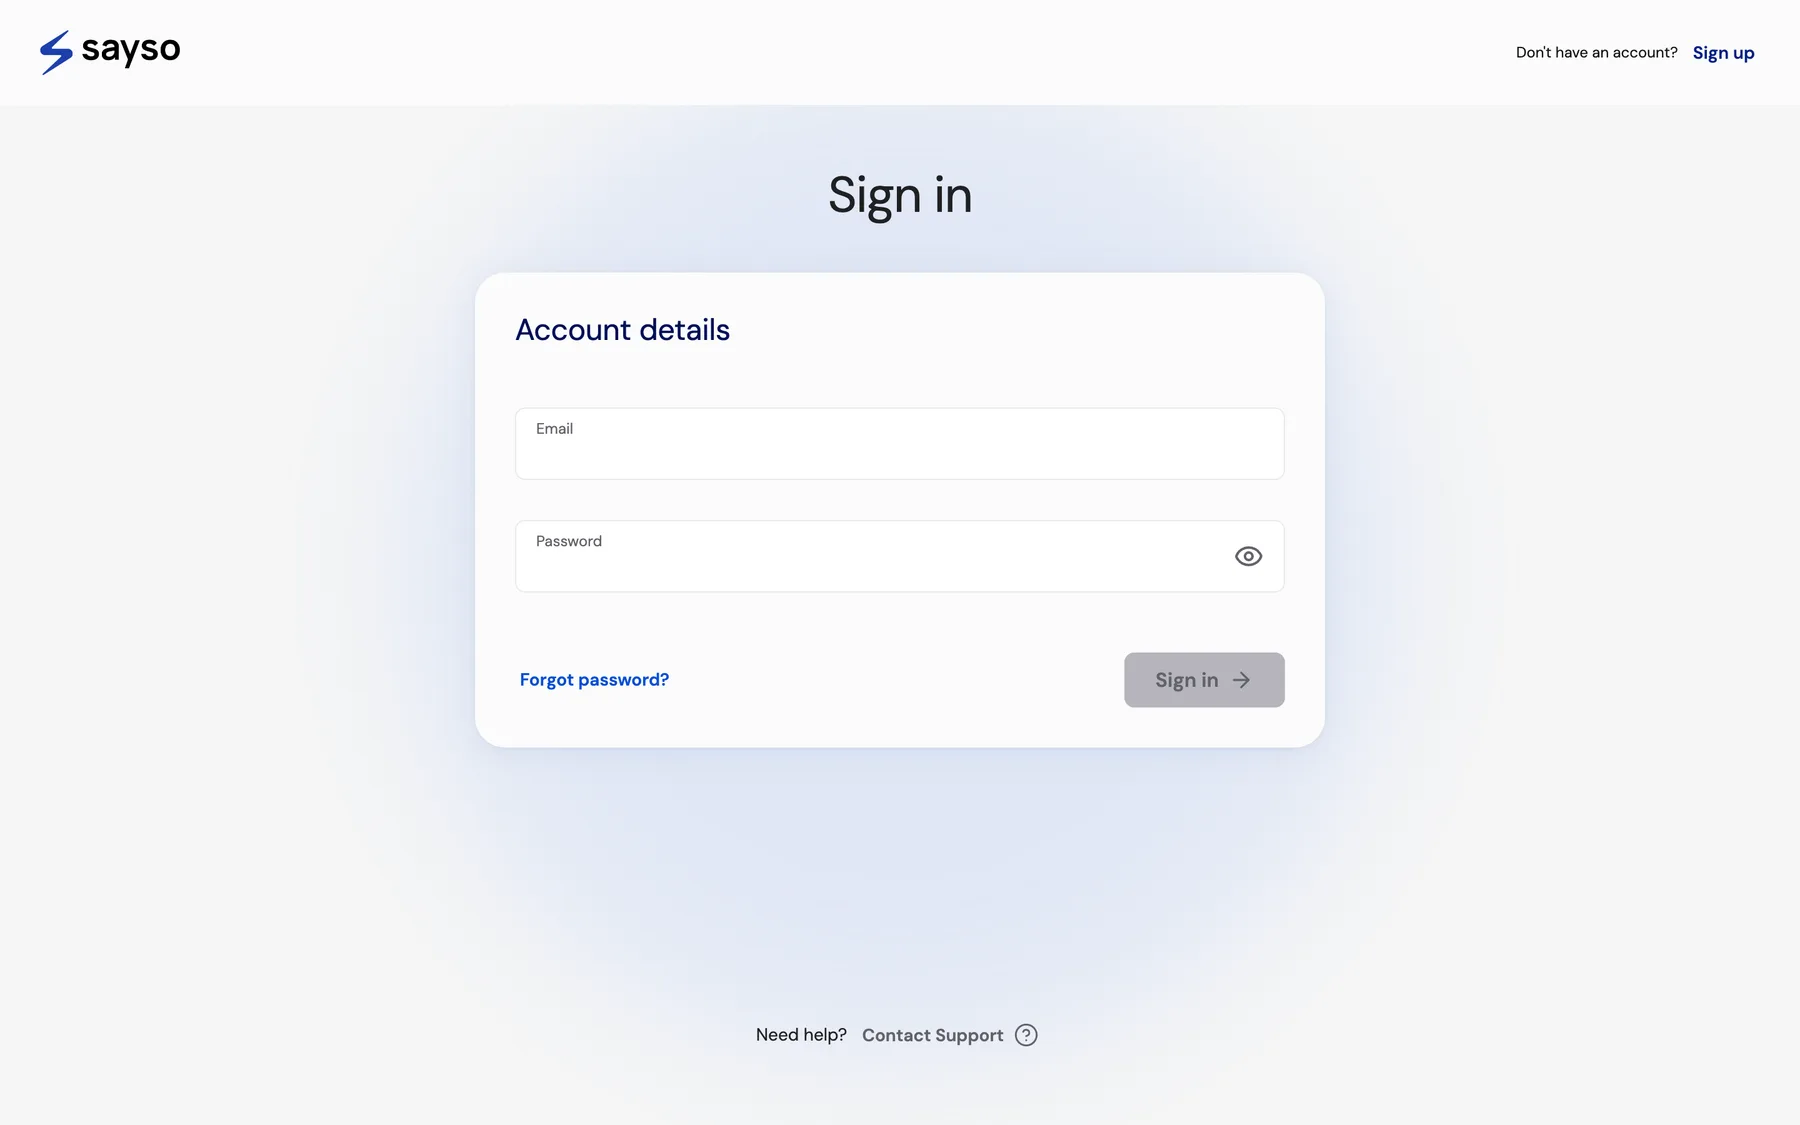 sayso
Don't have an account? Sign up
Sign in
Account details
Email
Password
Forgot password?
Sign in
Need help? Contact Support